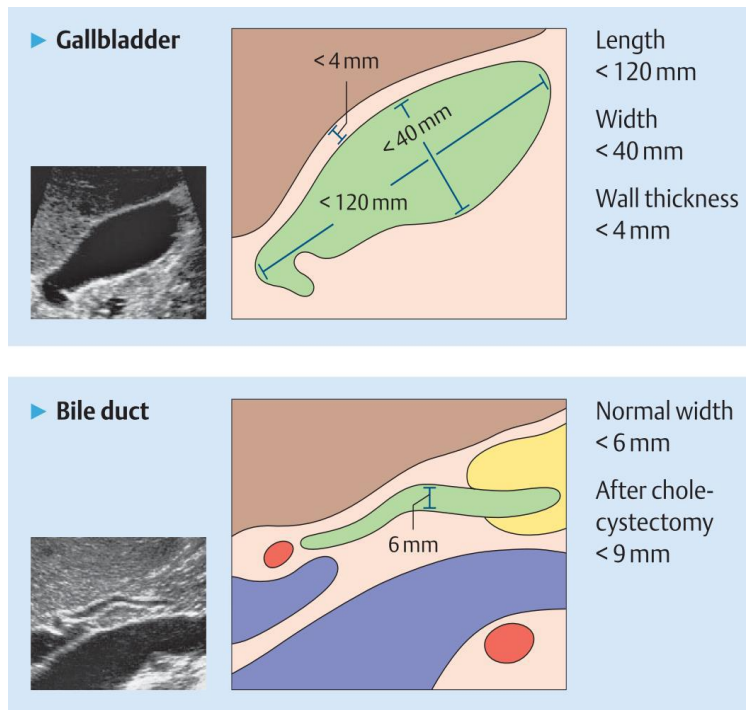 ▶ Gallbladder
< 4 mm
< 40 mm
< 120 mm
Length
< 120 mm
Width
< 40 mm
Wall thickness
< 4 mm
▶ Bile duct
6 mm
Normal width
< 6 mm
After chole-
cystectomy
< 9 mm